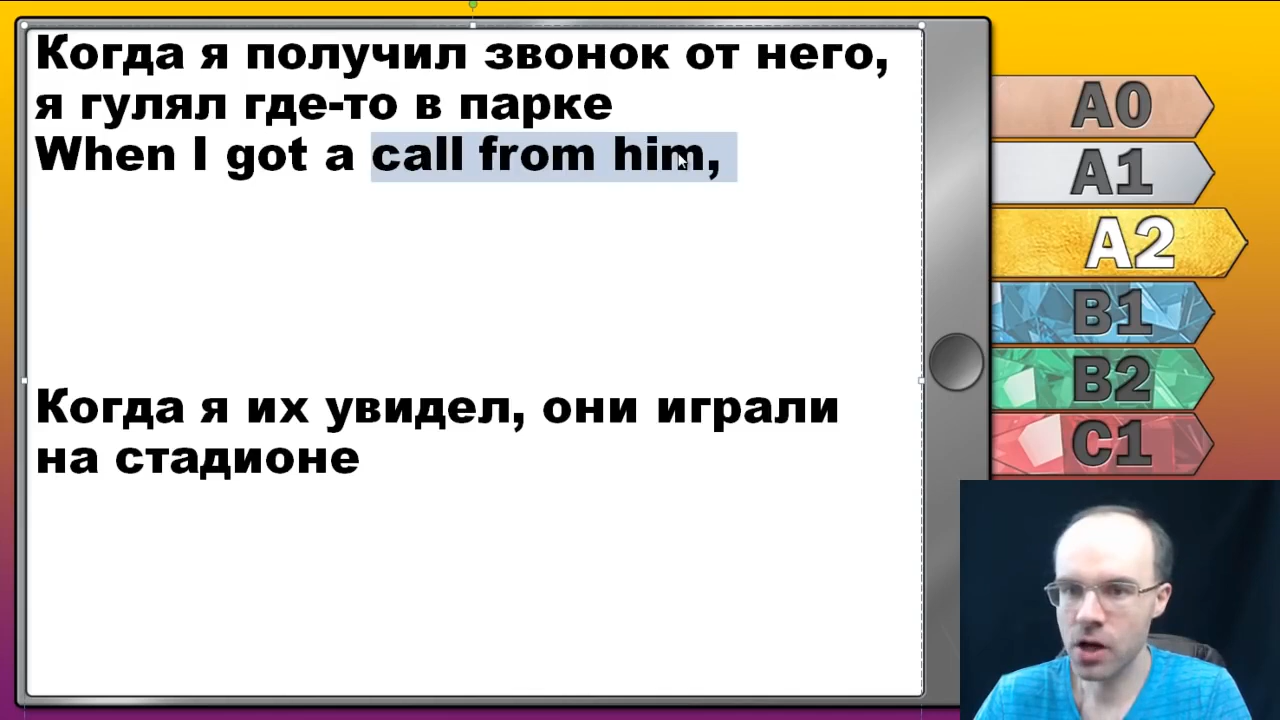 Когда я получил звонок от него,
я гулял где-то в парке
When I got a call from him,
Когда я их увидел, они играли
на стадионе
A0
A1
A2
B1
B2
C1